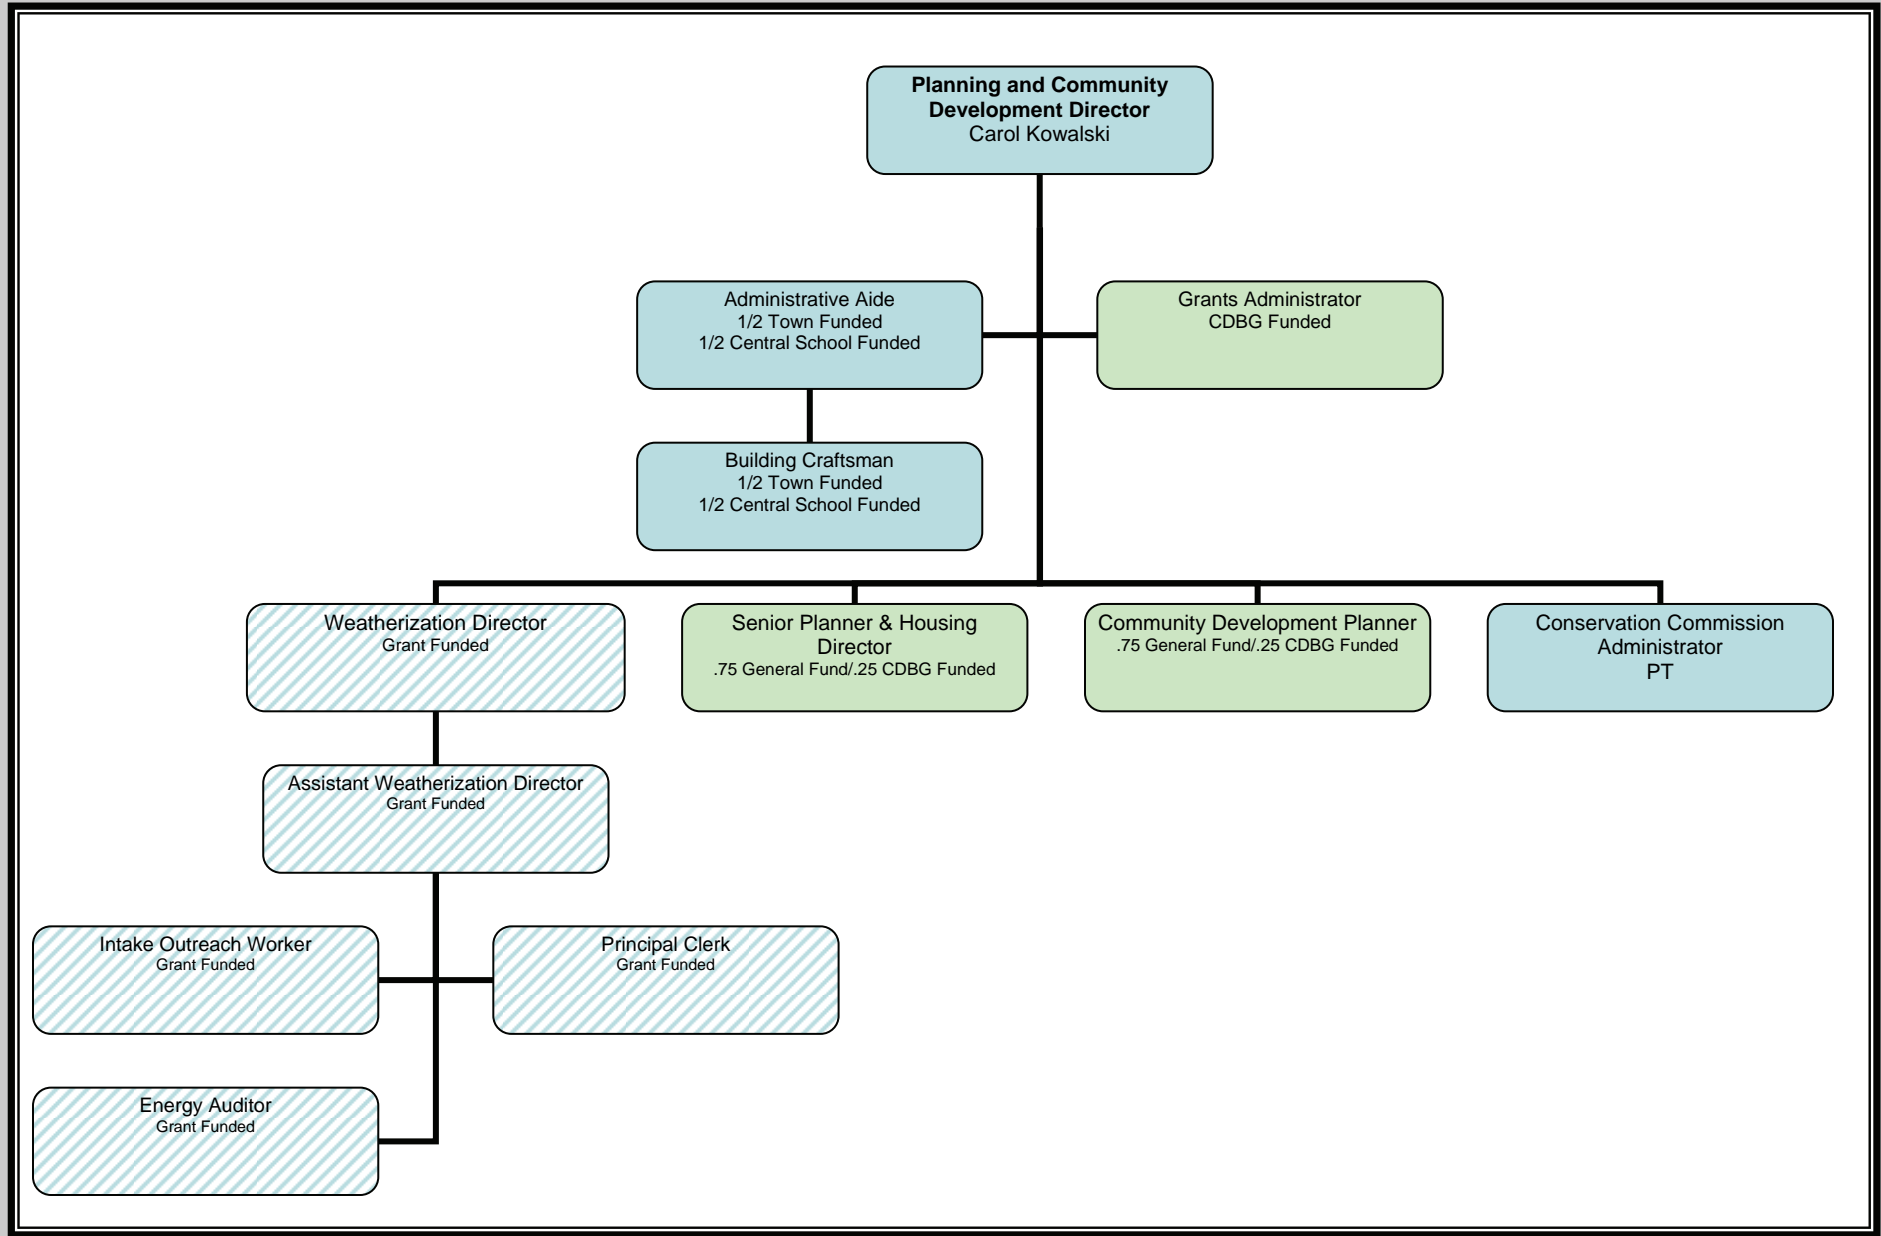 Planning and Community
Development Director
Carol Kowalski
Administrative Aide
1/2 Town Funded
1/2 Central School Funded
Grants Administrator
CDBG Funded
Building Craftsman
1/2 Town Funded
1/2 Central School Funded
Weatherization Director
Grant Funded
Senior Planner & Housing
Director
.75 General Fund/.25 CDBG Funded
Community Development Planner
.75 General Fund/.25 CDBG Funded
Conservation Commission
Administrator
PT
Assistant Weatherization Director
Grant Funded
Intake Outreach Worker
Grant Funded
Principal Clerk
Grant Funded
Energy Auditor
Grant Funded